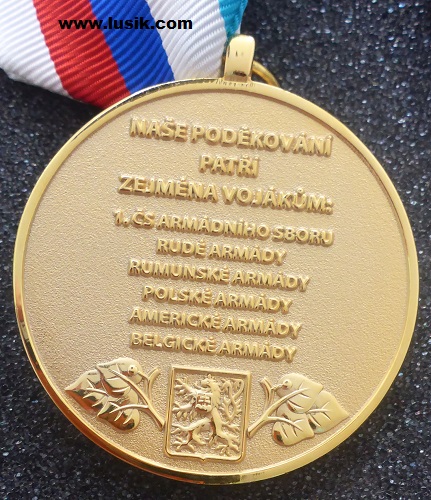 www.lusik.com
NAŠE PODĚKOVÁNÍ
PATŘÍ
ZEJMÉNA VOJÁKŮM:
1. ČS ARMÁDNÍHO SBORU
RUDÉ ARMÁDY
RUMUNSKÉ ARMÁDY
POLSKÉ ARMÁDY
AMERICKÉ ARMÁDY
BELGICKÉ ARMÁDY